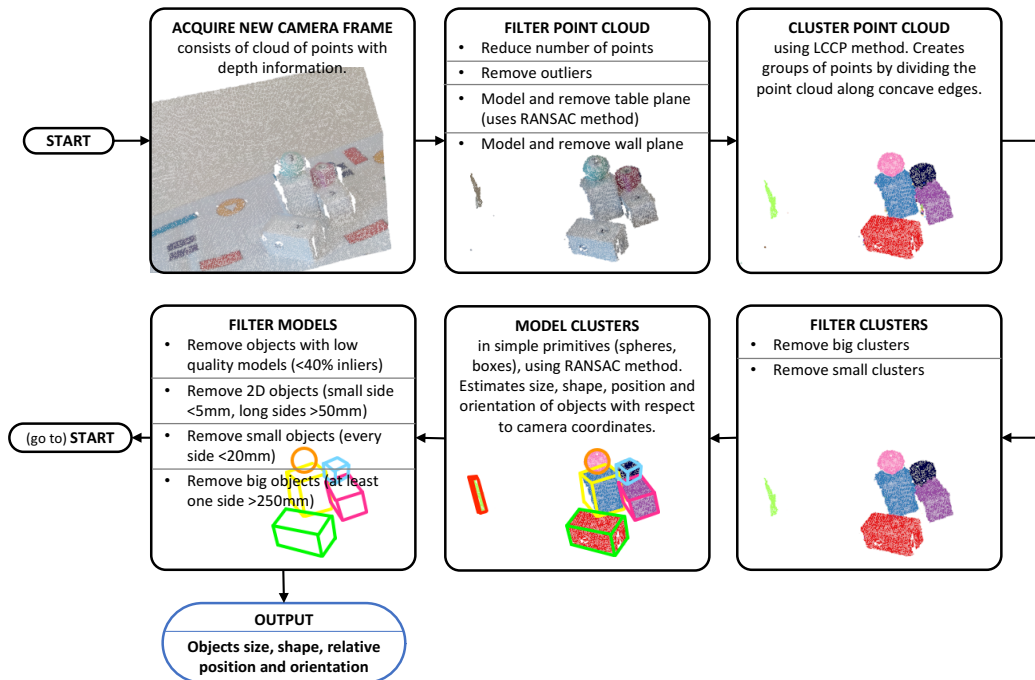 START
ACQUIRE NEW CAMERA FRAME
consists of cloud of points with
depth information.
FILTER POINT CLOUD
• Reduce number of points
• Remove outliers
• Model and remove table plane
(uses RANSAC method)
• Model and remove wall plane
CLUSTER POINT CLOUD
using LCCP method. Creates
groups of points by dividing the
point cloud along concave edges.
FILTER CLUSTERS
• Remove big clusters
• Remove small clusters
MODEL CLUSTERS
in simple primitives (spheres,
boxes), using RANSAC method.
Estimates size, shape, position and
orientation of objects with respect
to camera coordinates.
FILTER MODELS
• Remove objects with low
quality models (<40% inliers)
• Remove 2D objects (small side
<5mm, long sides >50mm)
• Remove small objects (every
side <20mm)
• Remove big objects (at least
one side >250mm)
(go to) START
OUTPUT
Objects size, shape, relative
position and orientation